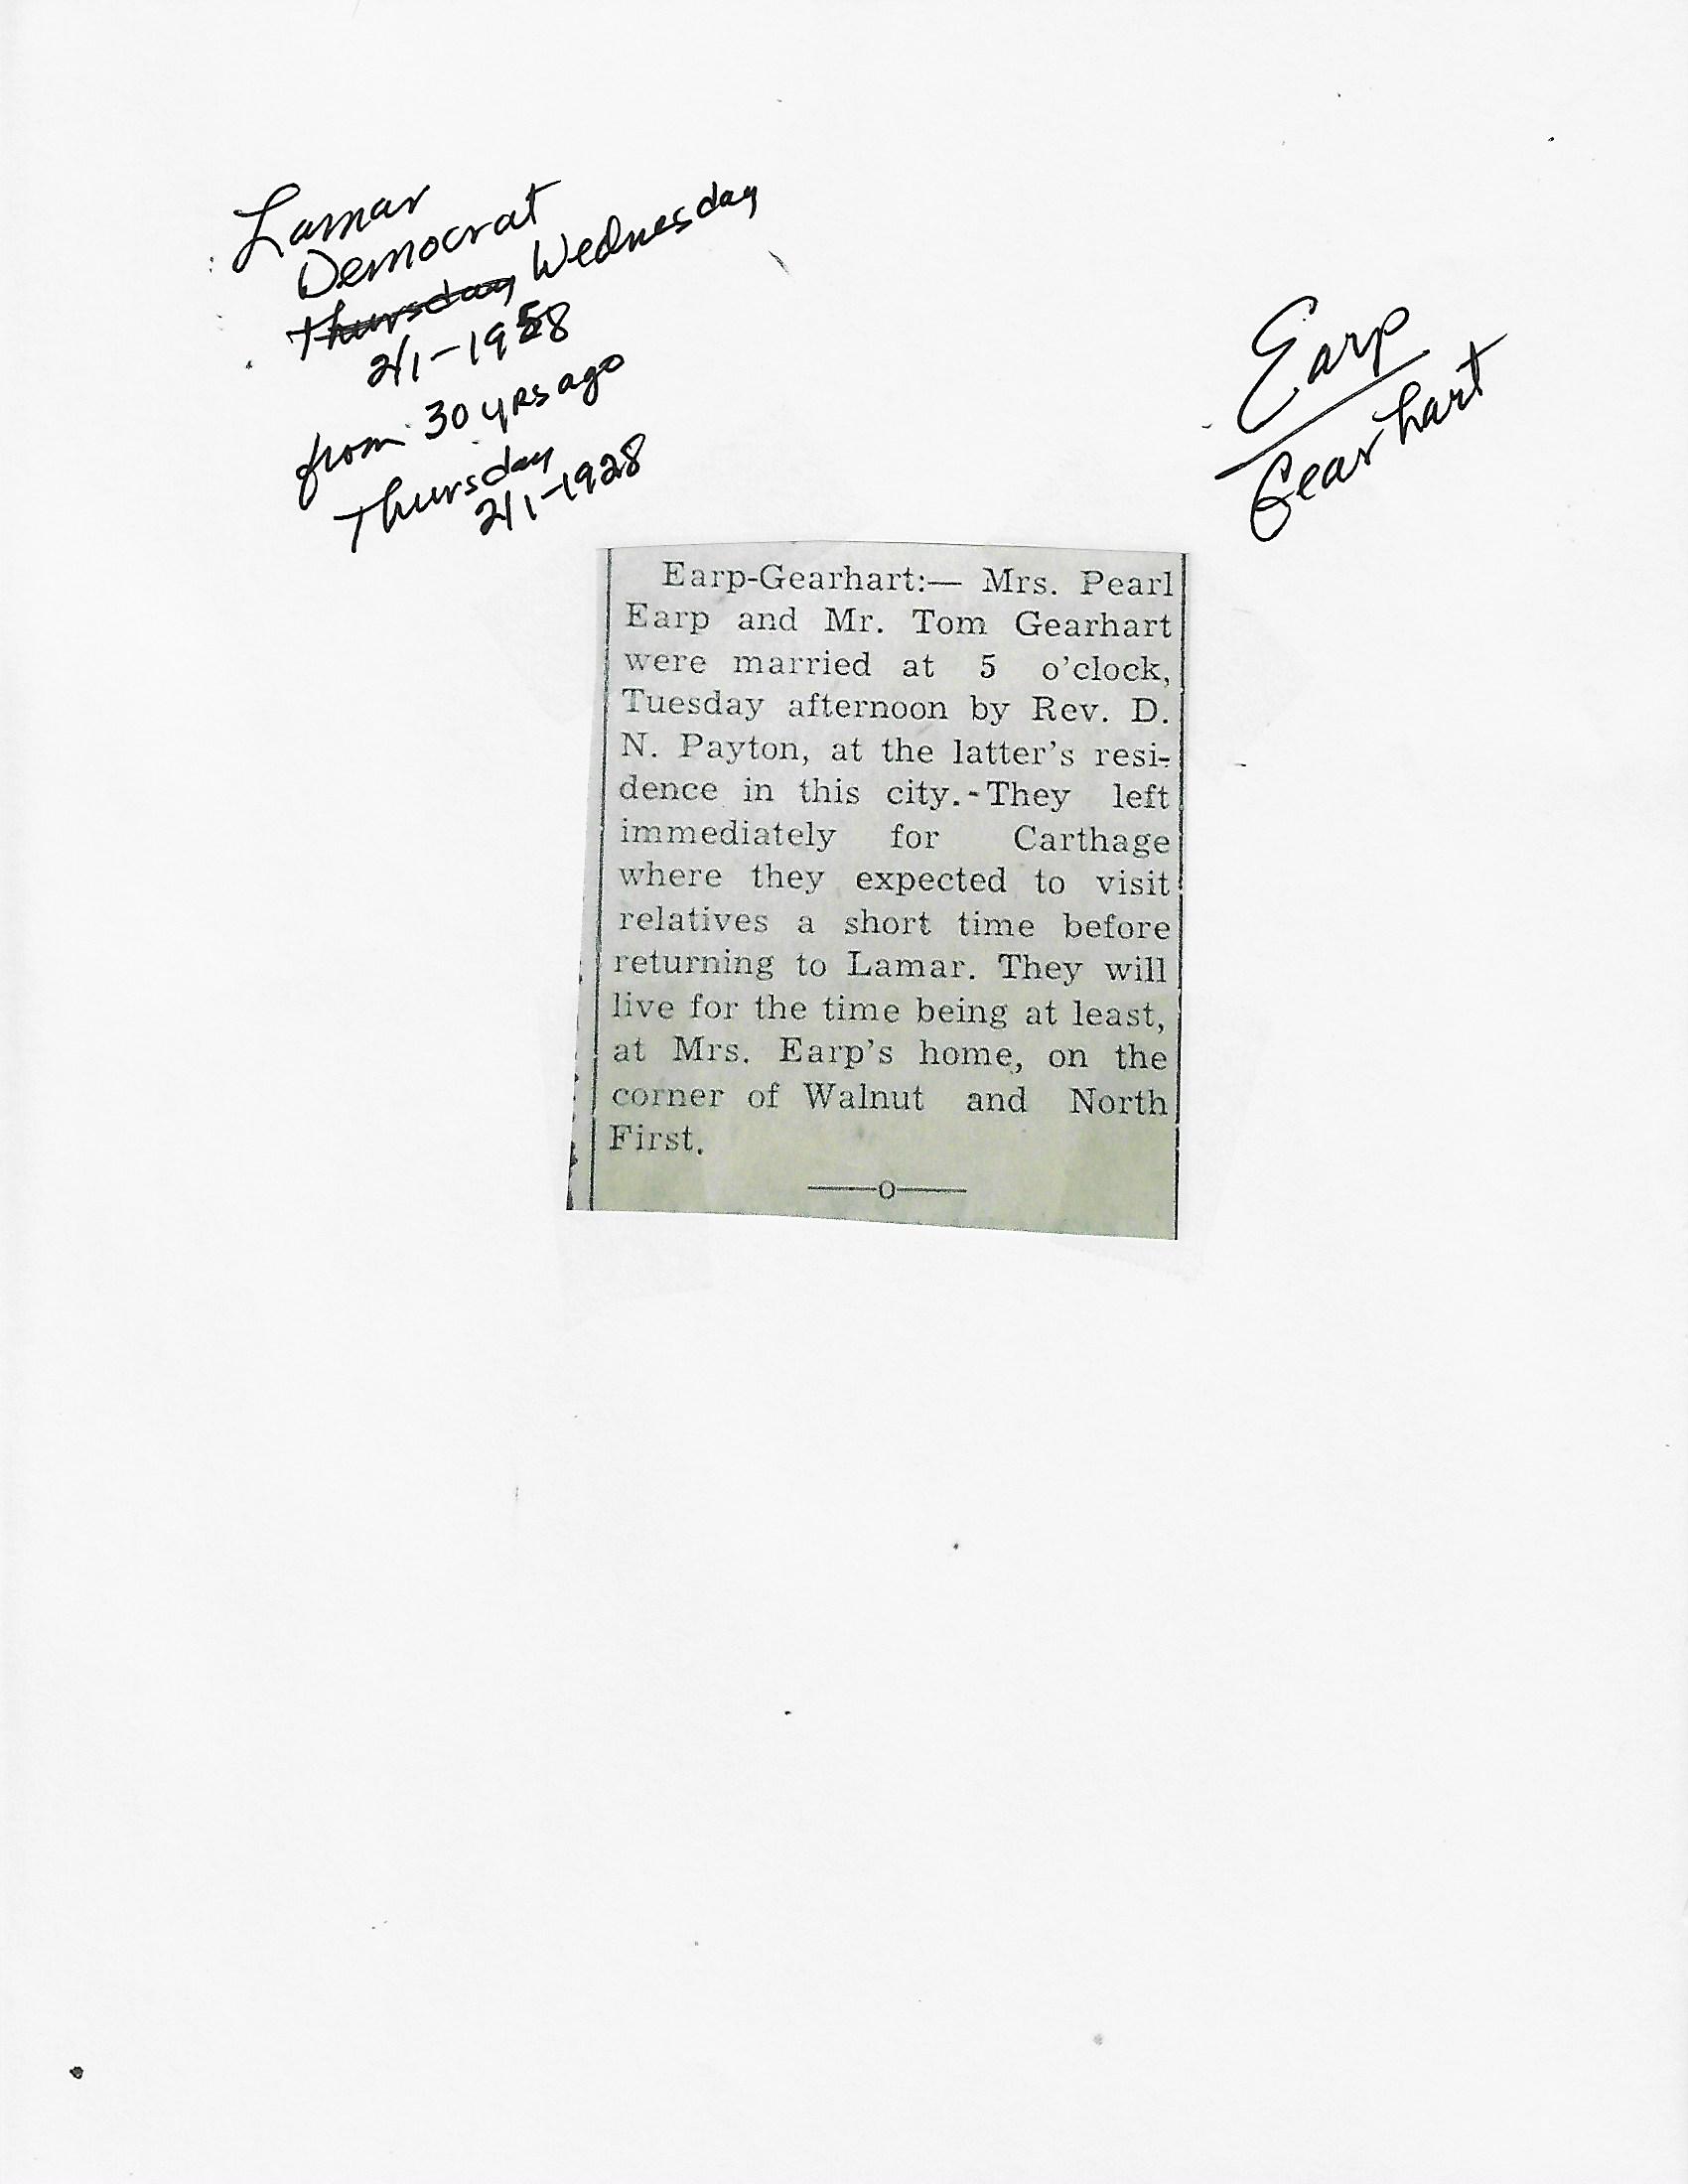 Lamar
Democrat
Thursday Wednesday
2/1-1958
from 30 yrs ago
Thursday
2/1-1928
Earp
Gearhart
Earp-Gearhart:— Mrs. Pearl
Earp and Mr. Tom Gearhart
were married at 5 o'clock,
Tuesday afternoon by Rev. D.
N. Payton, at the latter's resi-
dence in this city.-They left
immediately for Carthage
where they expected to visit
relatives a short time before
returning to Lamar. They will
live for the time being at least,
at Mrs. Earp's home, on the
corner of Walnut and North
First.
——o——